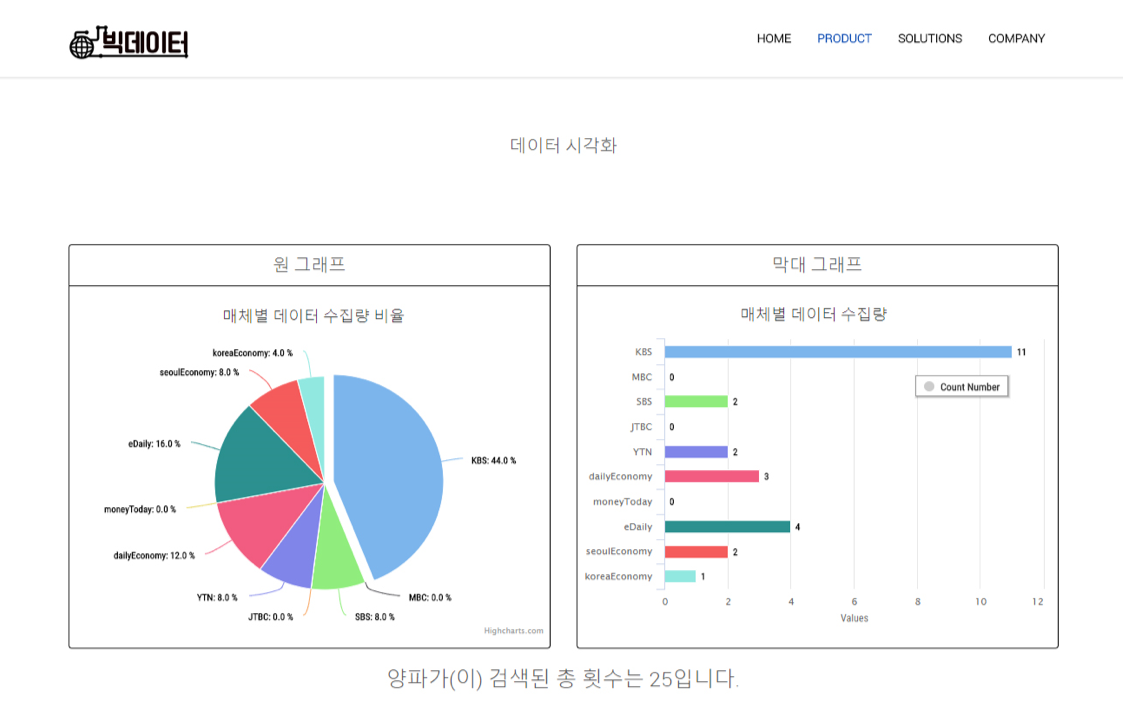 빅데이터
HOME PRODUCT SOLUTIONS COMPANY
데이터 시각화
원 그래프
매체별 데이터 수집량 비율
koreaEconomy: 4.0 %
seoulEconomy: 8.0 %
eDaily: 16.0 %
KBS: 44.0 %
moneyToday: 0.0 %
dailyEconomy: 12.0 %
YTN: 8.0 %
MBC: 0.0 %
JTBC: 0.0 %
SBS: 8.0 %
Highcharts.com
막대 그래프
매체별 데이터 수집량
KBS 11
MBC 0
Count Number
SBS 2
JTBC 0
YTN 2
dailyEconomy 3
moneyToday 0
eDaily 4
seoulEconomy 2
koreaEconomy 1
0 2 4 6 8 10 12
Values
양파가(이) 검색된 총 횟수는 25입니다.